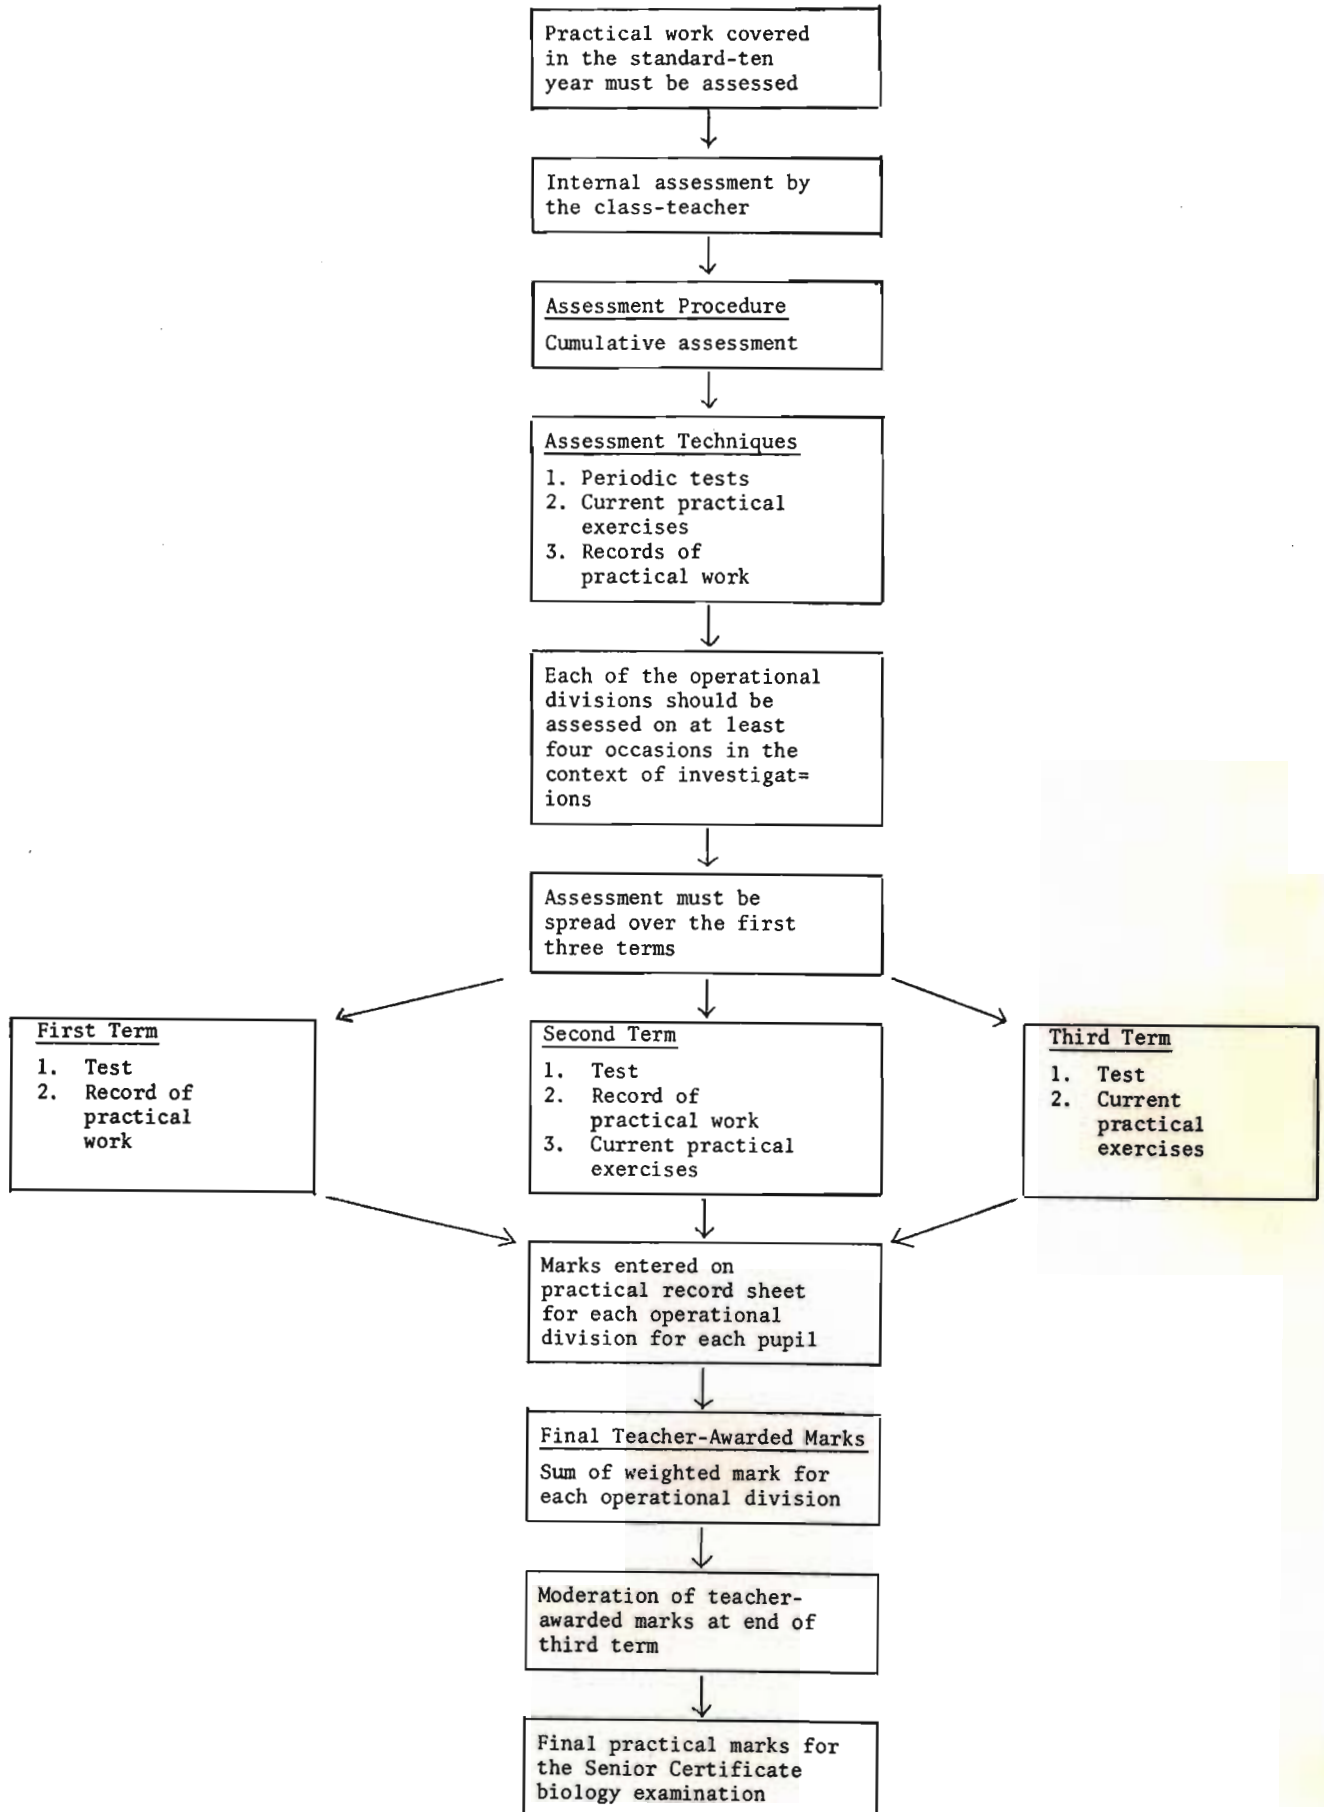 Practical work covered
in the standard-ten
year must be assessed
Internal assessment by
the class-teacher
Assessment Procedure
Cumulative assessment
Assessment Techniques
1. Periodic tests
2. Current practical
exercises
3. Records of
practical work
Each of the operational
divisions should be
assessed on at least
four occasions in the
context of investigat=
ions
Assessment must be
spread over the first
three terms
First Term
1. Test
2. Record of
practical
work
Second Term
1. Test
2. Record of
practical work
3. Current practical
exercises
Third Term
1. Test
2. Current
practical
exercises
Marks entered on
practical record sheet
for each operational
division for each pupil
Final Teacher-Awarded Marks
Sum of weighted mark for
each operational division
Moderation of teacher-
awarded marks at end of
third term
Final practical marks for
the Senior Certificate
biology examination